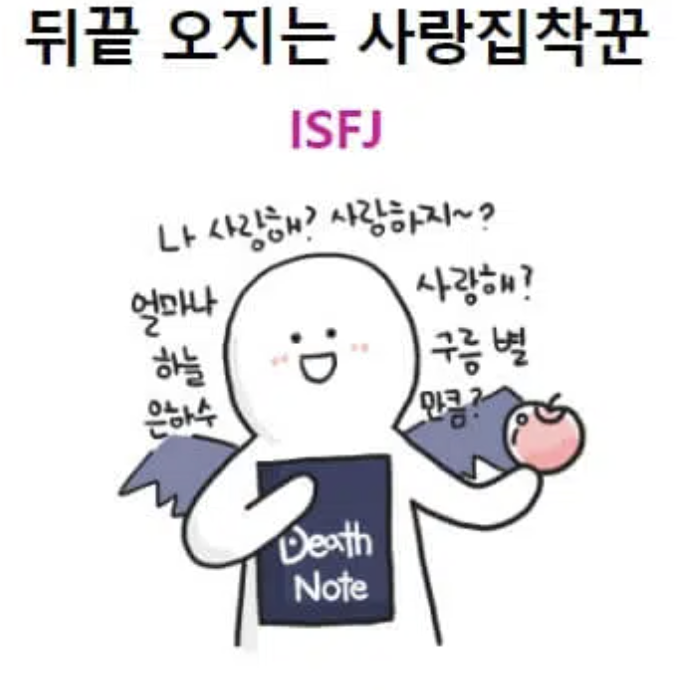 뒤끝 오지는 사랑집착꾼
ISFJ
나 사랑해? 사랑하지~?
얼마나
하늘
은하수
사랑해?
구름 별
만큼?
Death
Note